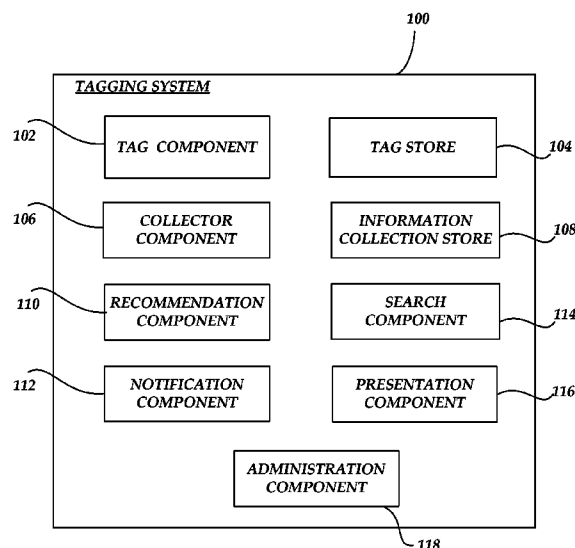 100
TAGGING SYSTEM
102
TAG COMPONENT
TAG STORE
104
106
COLLECTOR
COMPONENT
INFORMATION
COLLECTION STORE
108
110
RECOMMENDATION
COMPONENT
SEARCH
COMPONENT
114
112
NOTIFICATION
COMPONENT
PRESENTATION
COMPONENT
116
ADMINISTRATION
COMPONENT
118